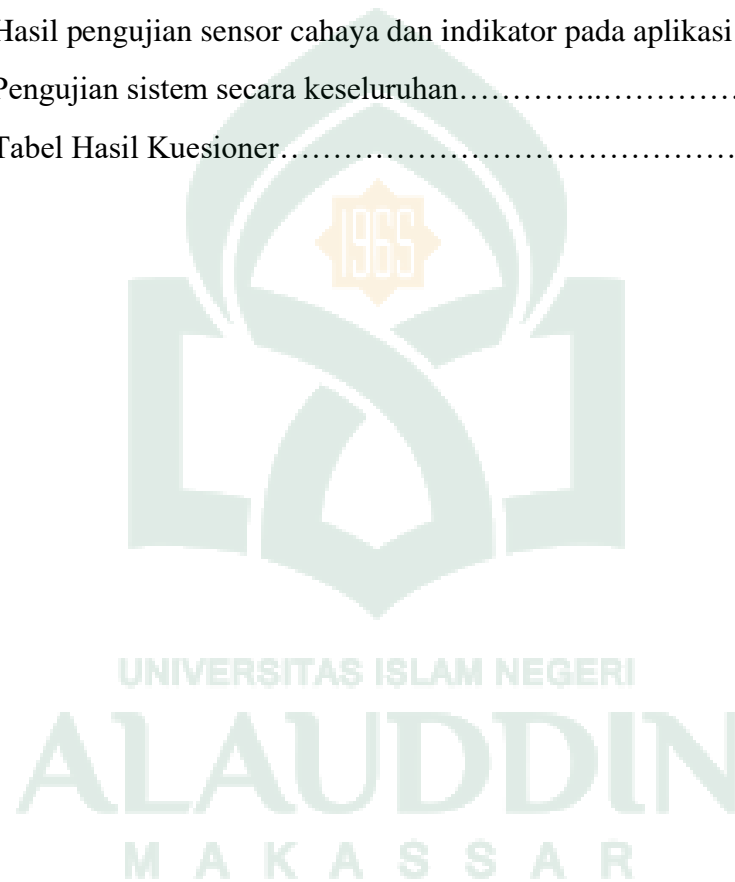 Hasil pengujian sensor cahaya dan indikator pada aplikasi
Pengujian sistem secara keseluruhan…………..……………
Tabel Hasil Kuesioner……………………………………
1965
UNIVERSITAS ISLAM NEGERI
ALAUDDIN
MAKASSAR